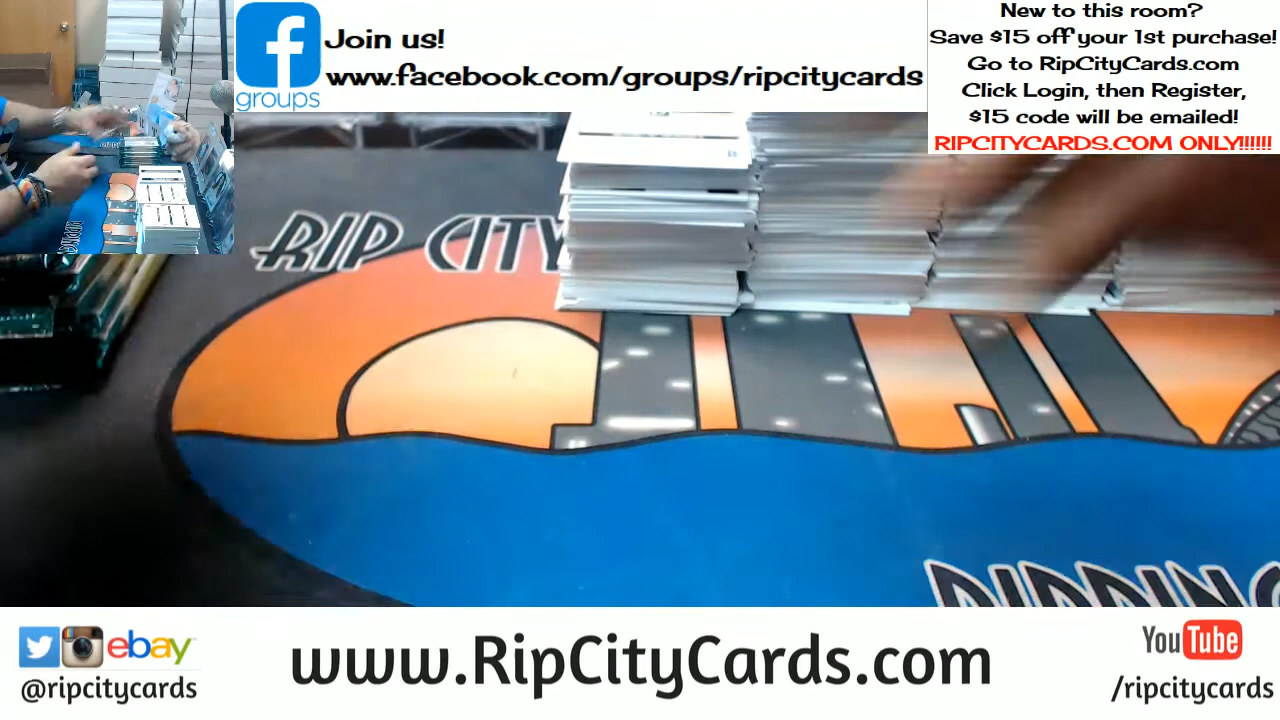 Join us!
www.facebook.com/groups/ripcitycards
groups
New to this room?
Save $15 off your 1st purchase!
Go to RipCityCards.com
Click Login, then Register,
$15 code will be emailed!
RIPCITYCARDS.COM ONLY!!!!!!
RIP CITY
ebay
@ripcitycards
www.RipCityCards.com
YouTube
/ripcitycards